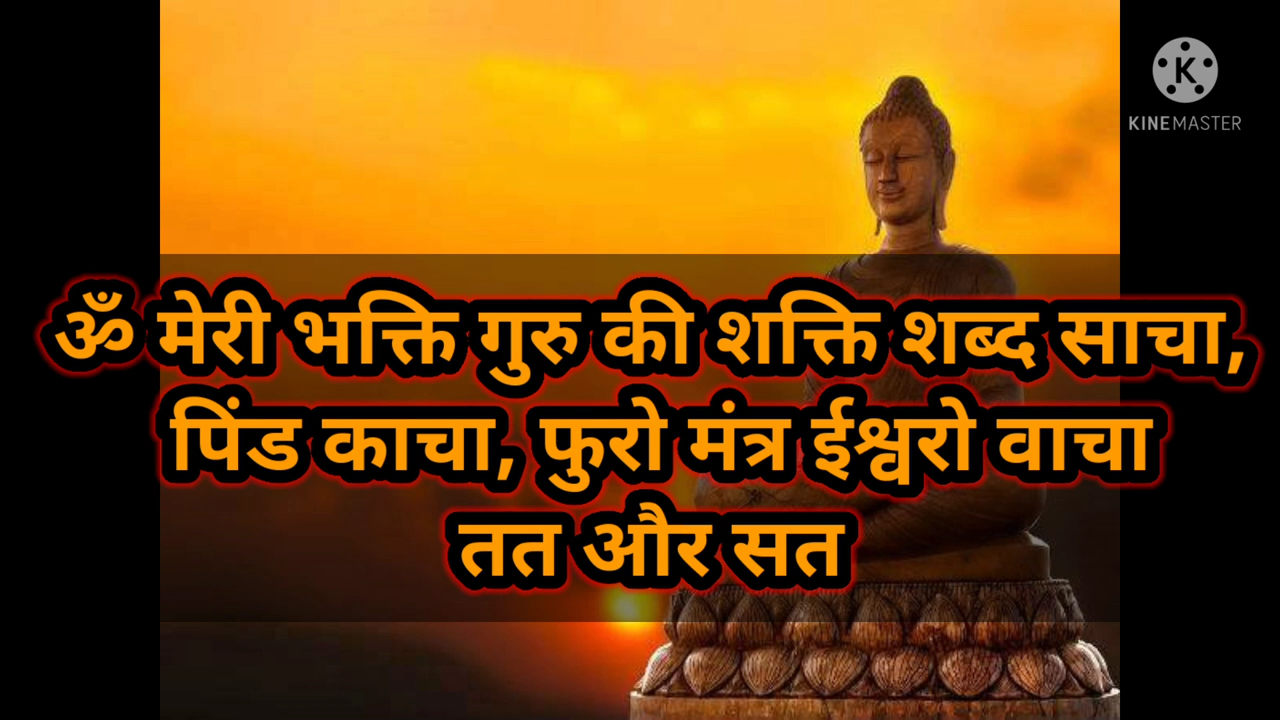 KINEMASTER
ॐ मेरी भक्ति गुरु की शक्ति शब्द साचा,
पिंड काचा, फुरो मंत्र ईश्वरो वाचा
तत और सत